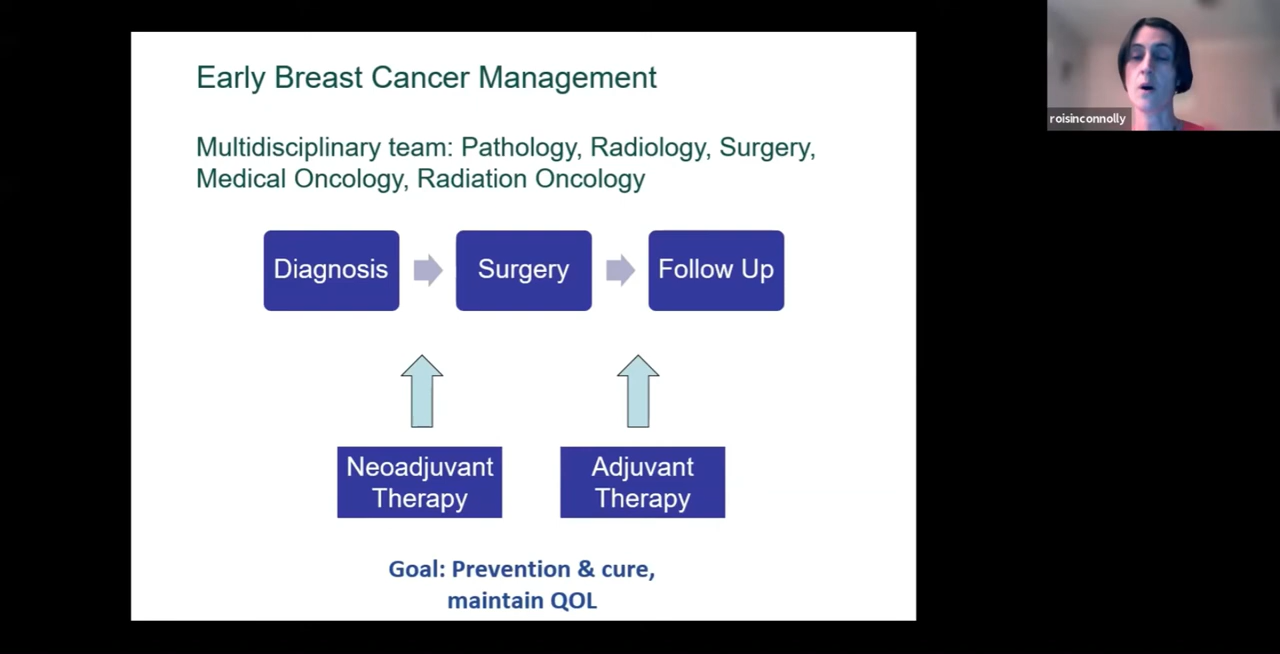 Early Breast Cancer Management
Multidisciplinary team: Pathology, Radiology, Surgery,
Medical Oncology, Radiation Oncology
Diagnosis
Surgery
Follow Up
Neoadjuvant
Therapy
Adjuvant
Therapy
Goal: Prevention & cure,
maintain QOL
roisinconnolly